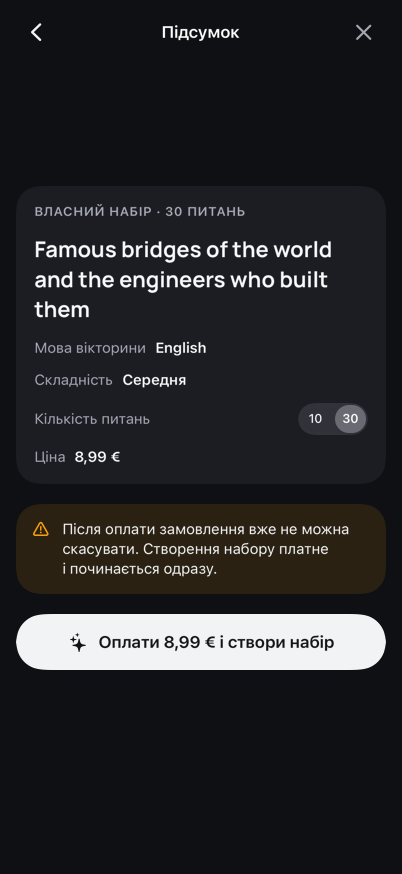 Підсумок
ВЛАСНИЙ НАБІР · 30 ПИТАНЬ
Famous bridges of the world
and the engineers who built
them
Мова вікторини English
Складність Середня
Кількість питань 10 30
Ціна 8,99 €
Після оплати замовлення вже не можна
скасувати. Створення набору платне
і починається одразу.
Оплати 8,99 € і створи набір